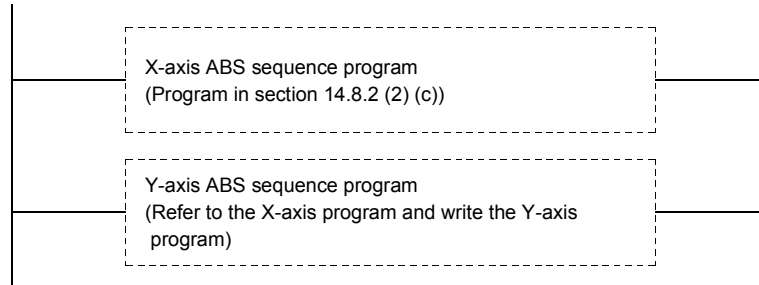 X-axis ABS sequence program
(Program in section 14.8.2 (2) (c))
Y-axis ABS sequence program
(Refer to the X-axis program and write the Y-axis
program)